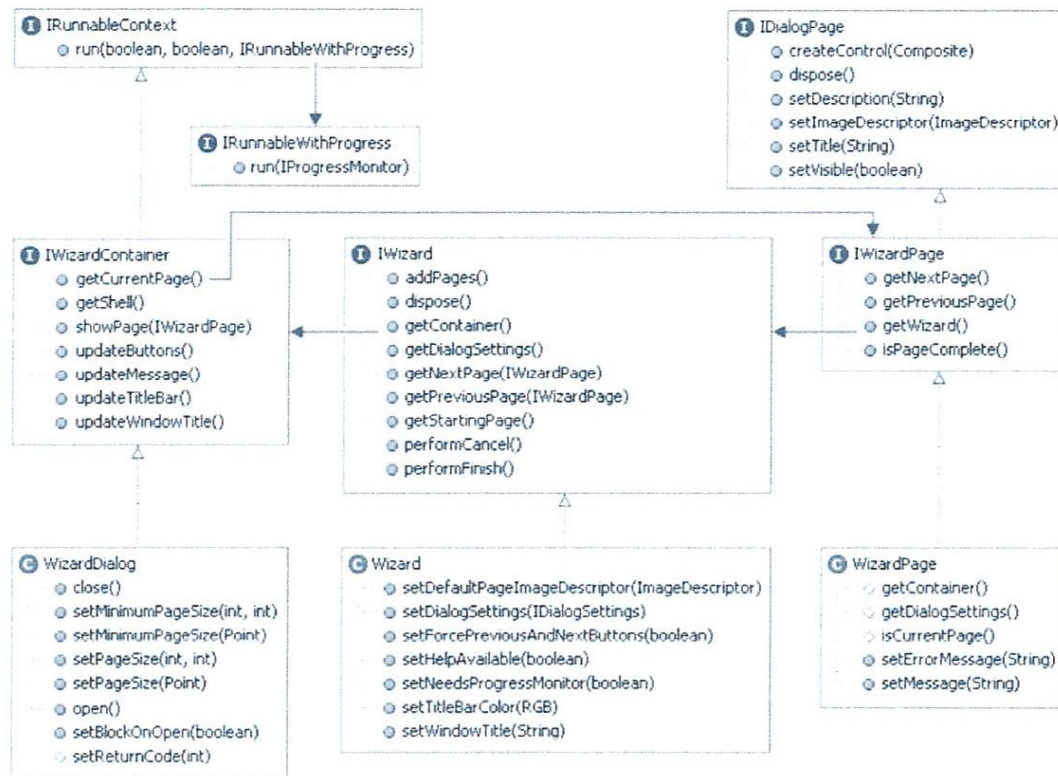 IRunnableContext
run(boolean, boolean, IRunnableWithProgress)
IRunnableWithProgress
run(IProgressMonitor)
IDialogPage
createControl(Composite)
dispose()
setDescription(String)
setImageDescriptor(ImageDescriptor)
setTitle(String)
setVisible(boolean)
IWizardContainer
getCurrentPage()
getShell()
showPage(IWizardPage)
updateButtons()
updateMessage()
updateTitleBar()
updateWindowTitle()
IWizard
addPages()
dispose()
getContainer()
getDialogSettings()
getNextPage(IWizardPage)
getPreviousPage(IWizardPage)
getStartingPage()
performCancel()
performFinish()
IWizardPage
getNextPage()
getPreviousPage()
getWizard()
isPageComplete()
WizardDialog
close()
setMinimumPageSize(int, int)
setMinimumPageSize(Point)
setPageSize(int, int)
setPageSize(Point)
open()
setBlockOnOpen(boolean)
setReturnCode(int)
Wizard
setDefaultPageImageDescriptor(ImageDescriptor)
setDialogSettings(IDialogSettings)
setForcePreviousAndNextButtons(boolean)
setHelpAvailable(boolean)
setNeedsProgressMonitor(boolean)
setTitleBarColor(RGB)
setWindowTitle(String)
WizardPage
getContainer()
getDialogSettings()
isCurrentPage()
setErrorMessage(String)
setMessage(String)